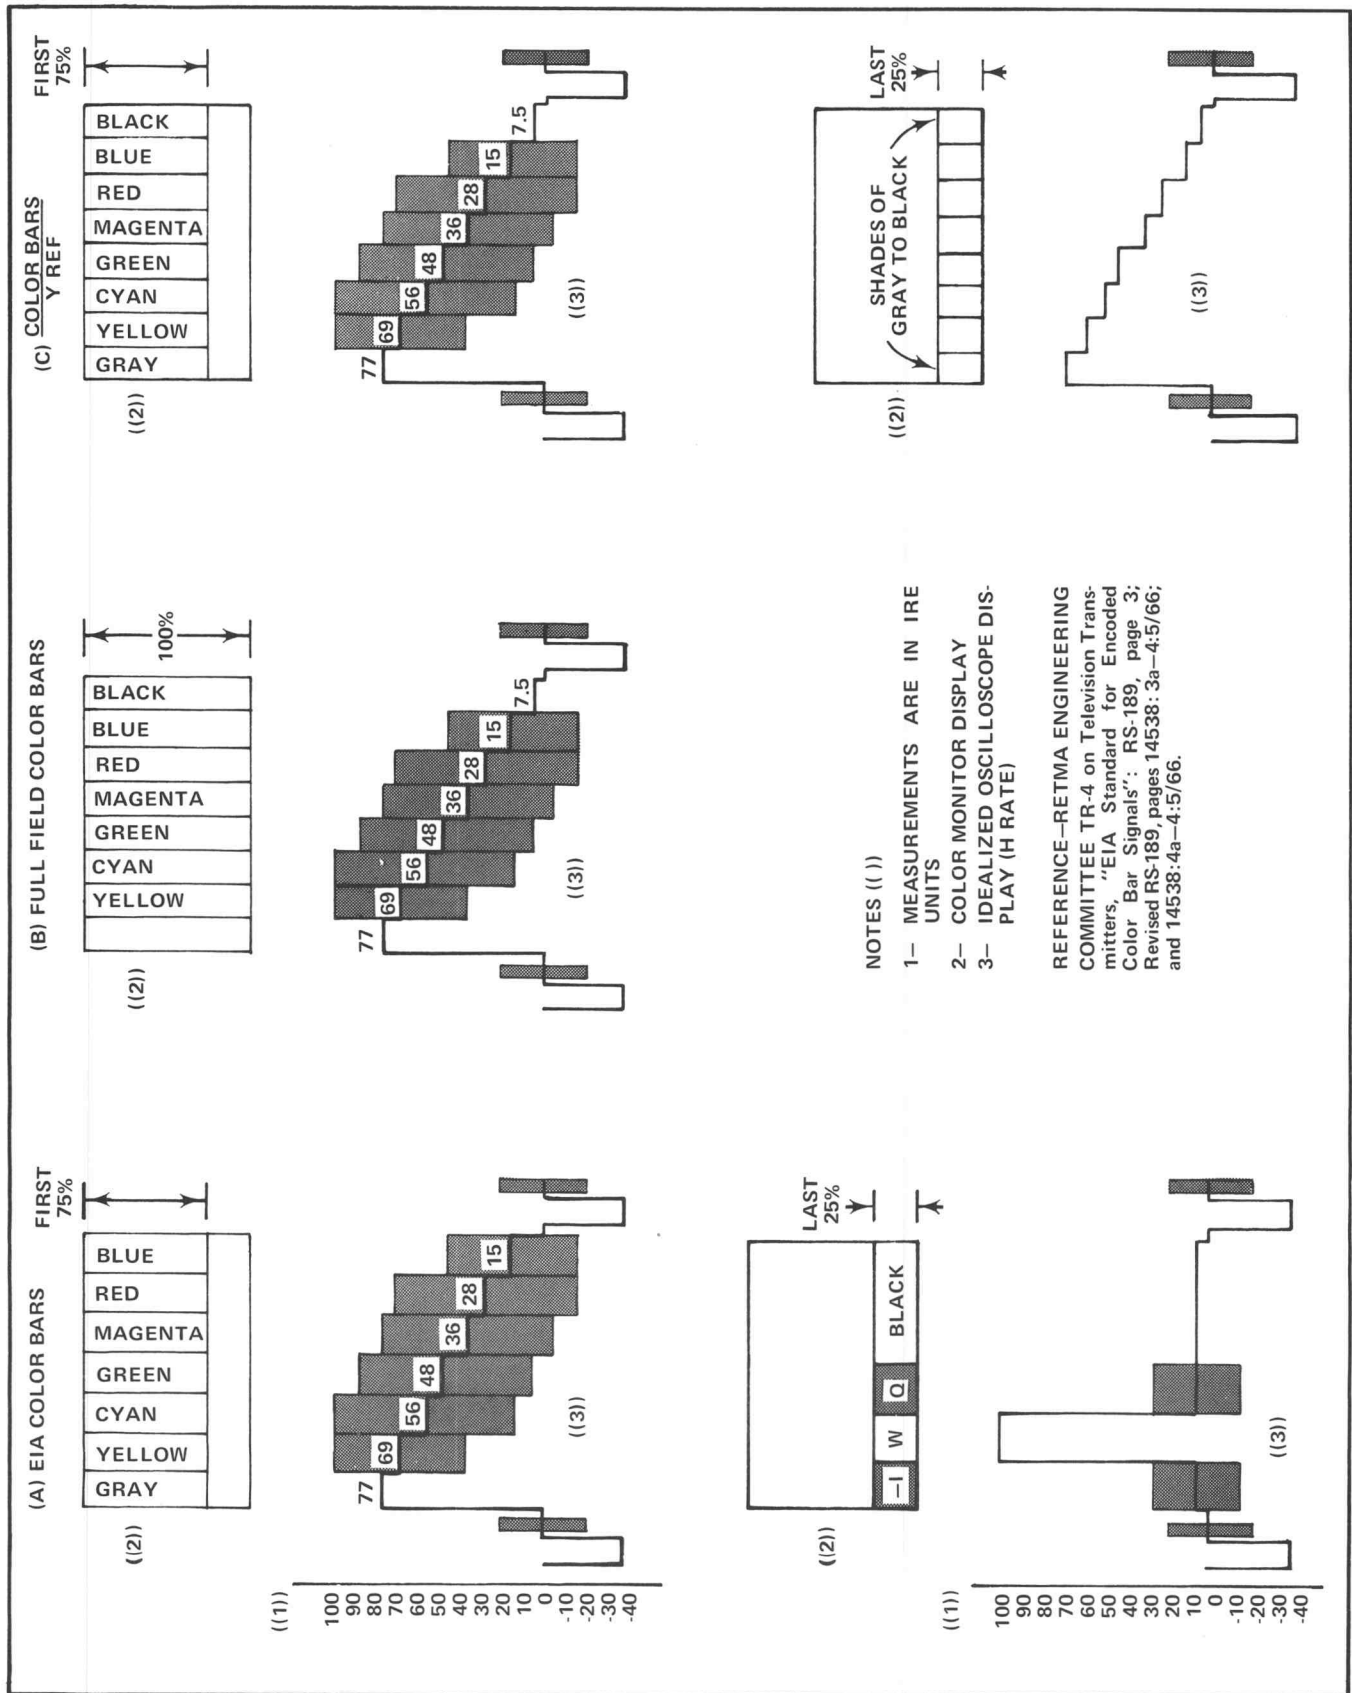 (A) EIA COLOR BARS
FIRST
75%
((2))
GRAY
YELLOW
CYAN
GREEN
MAGENTA
RED
BLUE
((1))
100
90
80
70
60
50
40
30
20
10
0
-10
-20
-30
-40
77
69
56
48
36
28
15
((3))
LAST
25%
((2))
-I
W
Q
BLACK
((1))
100
90
80
70
60
50
40
30
20
10
0
-10
-20
-30
-40
((3))
(B) FULL FIELD COLOR BARS
100%
((2))
YELLOW
CYAN
GREEN
MAGENTA
RED
BLUE
BLACK
77
69
56
48
36
28
15
7.5
((3))
NOTES (( ))
1— MEASUREMENTS ARE IN IRE
UNITS
2— COLOR MONITOR DISPLAY
3— IDEALIZED OSCILLOSCOPE DIS-
PLAY (H RATE)
REFERENCE—RETMA ENGINEERING
COMMITTEE TR-4 on Television Trans-
mitters, "EIA Standard for Encoded
Color Bar Signals": RS-189, page 3;
Revised RS-189, pages 14538: 3a—4:5/66;
and 14538:4a—4:5/66.
(C) COLOR BARS
Y REF
FIRST
75%
((2))
GRAY
YELLOW
CYAN
GREEN
MAGENTA
RED
BLUE
BLACK
77
69
56
48
36
28
15
7.5
((3))
LAST
25%
((2))
SHADES OF
GRAY TO BLACK
((3))